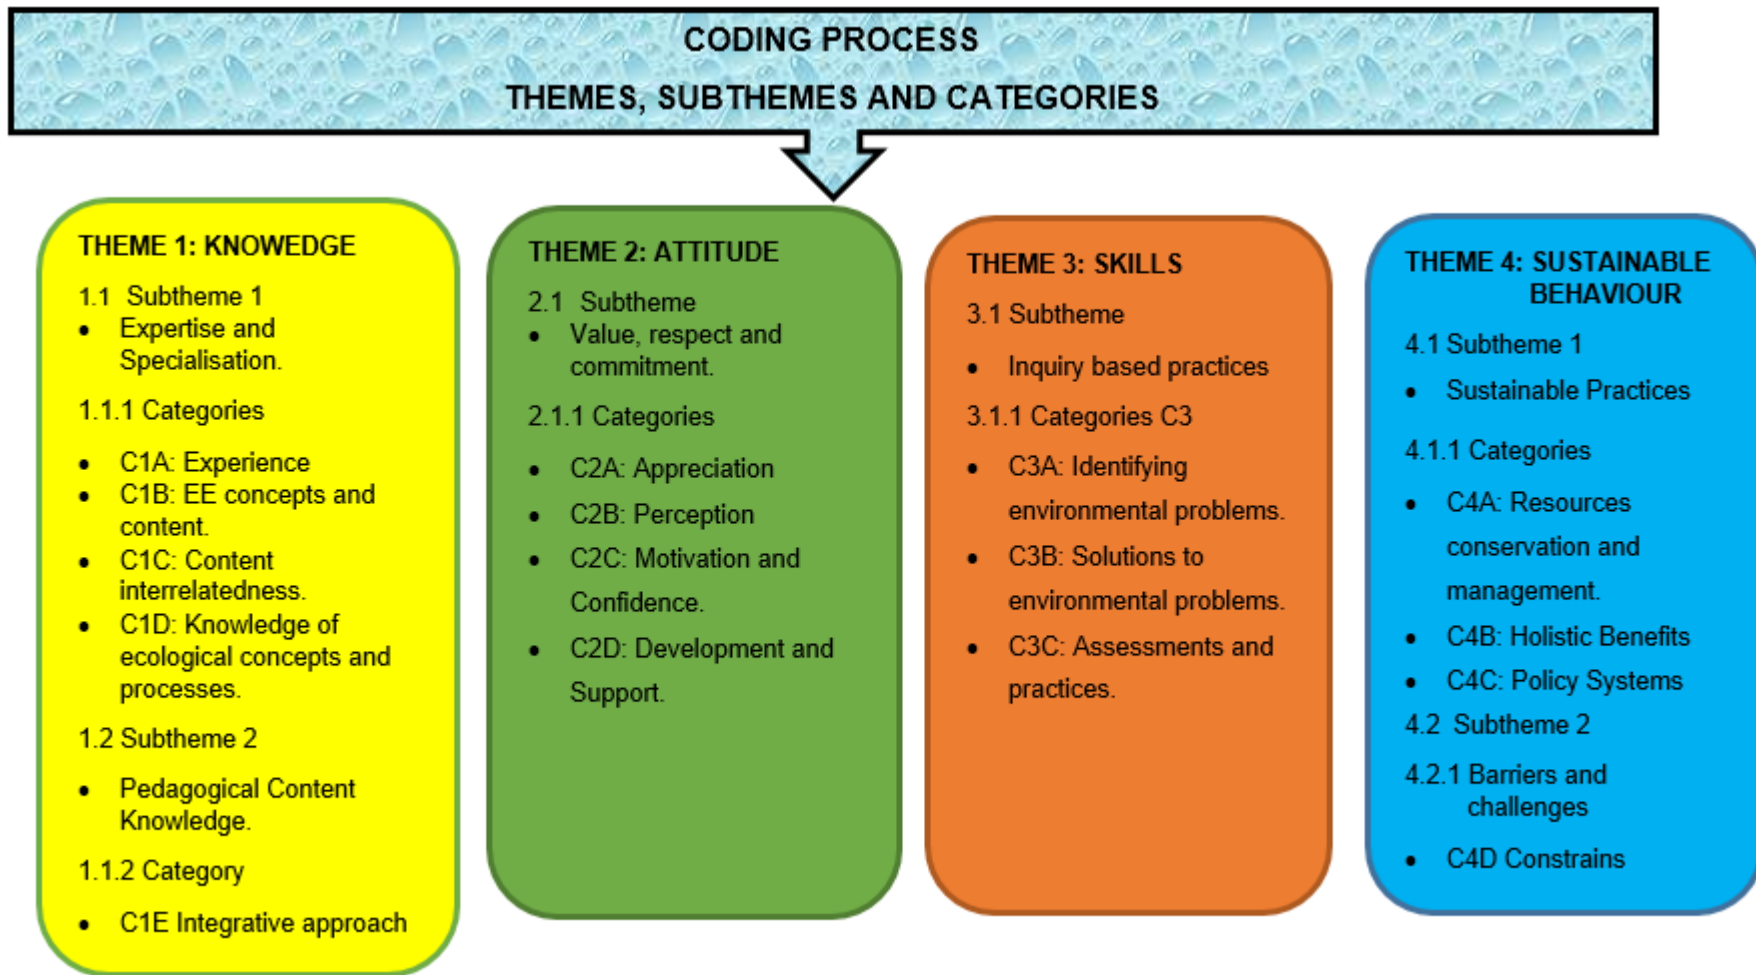 CODING PROCESS
THEMES, SUBTHEMES AND CATEGORIES
THEME 1: KNOWEDGE
1.1 Subtheme 1
• Expertise and
Specialisation.
1.1.1 Categories
• C1A: Experience
• C1B: EE concepts and
content.
• C1C: Content
interrelatedness.
• C1D: Knowledge of
ecological concepts and
processes.
1.2 Subtheme 2
• Pedagogical Content
Knowledge.
1.1.2 Category
• C1E Integrative approach
THEME 2: ATTITUDE
2.1 Subtheme
• Value, respect and
commitment.
2.1.1 Categories
• C2A: Appreciation
• C2B: Perception
• C2C: Motivation and
Confidence.
• C2D: Development and
Support.
THEME 3: SKILLS
3.1 Subtheme
• Inquiry based practices
3.1.1 Categories C3
• C3A: Identifying
environmental problems.
• C3B: Solutions to
environmental problems.
• C3C: Assessments and
practices.
THEME 4: SUSTAINABLE
BEHAVIOUR
4.1 Subtheme 1
• Sustainable Practices
4.1.1 Categories
• C4A: Resources
conservation and
management.
• C4B: Holistic Benefits
• C4C: Policy Systems
4.2 Subtheme 2
4.2.1 Barriers and
challenges
• C4D Constrains